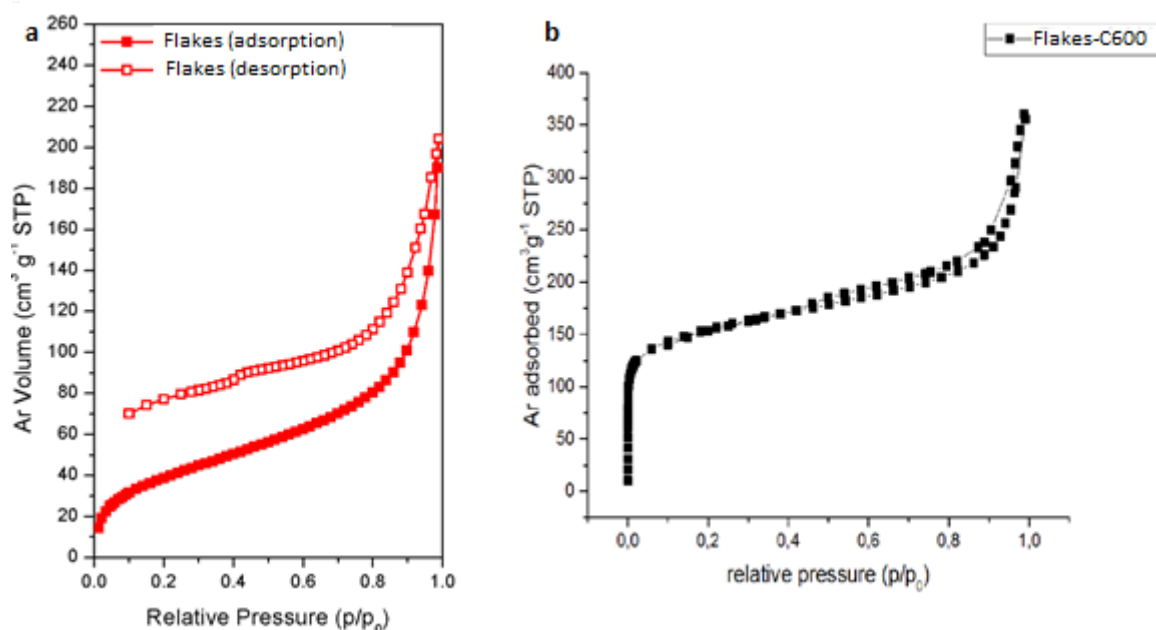 a
Flakes (adsorption)
Flakes (desorption)
260
240
220
200
180
160
140
120
100
80
60
40
20
0
Ar Volume (cm³ g⁻¹ STP)
0.0 0.2 0.4 0.6 0.8 1.0
Relative Pressure (p/p₀)
b
Flakes-C600
400
350
300
250
200
150
100
50
0
Ar adsorbed (cm³g⁻¹ STP)
0,0 0,2 0,4 0,6 0,8 1,0
relative pressure (p/p₀)